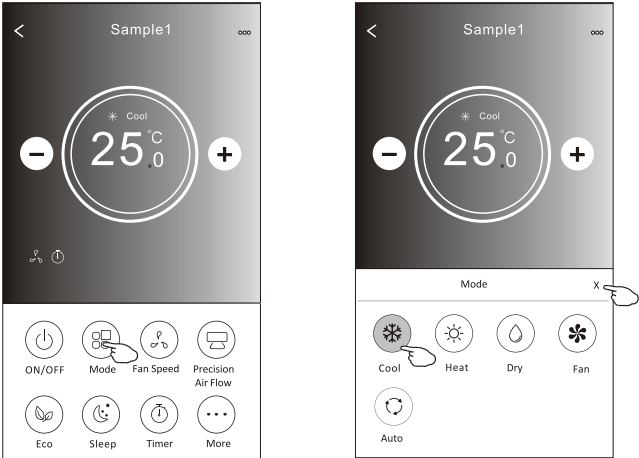 Sample1
Cool
25.0°C
ON/OFF
Mode
Fan Speed
Precision
Air Flow
Eco
Sleep
Timer
More
Sample1
Cool
25.0°C
Mode
X
Cool
Heat
Dry
Fan
Auto